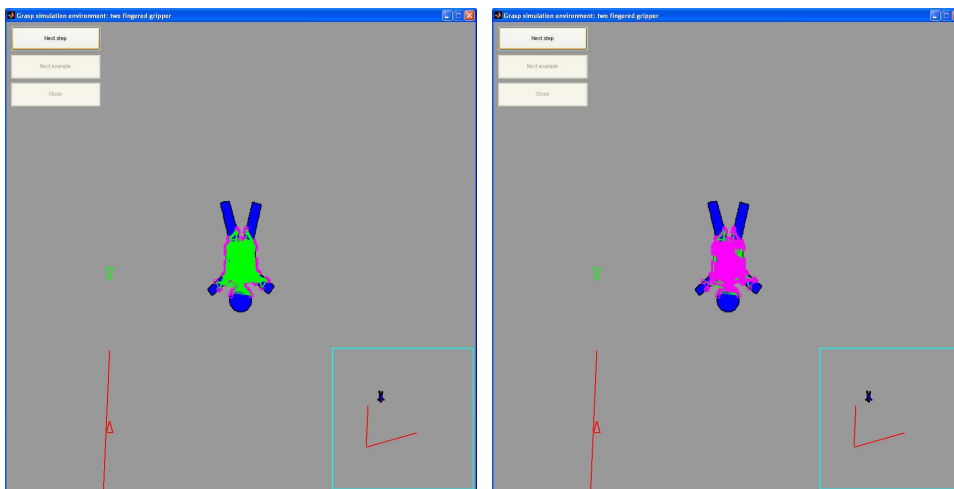 Grasp simulation environment: two fingered gripper
Next step
Next example
Close
Grasp simulation environment: two fingered gripper
Next step
Next example
Close